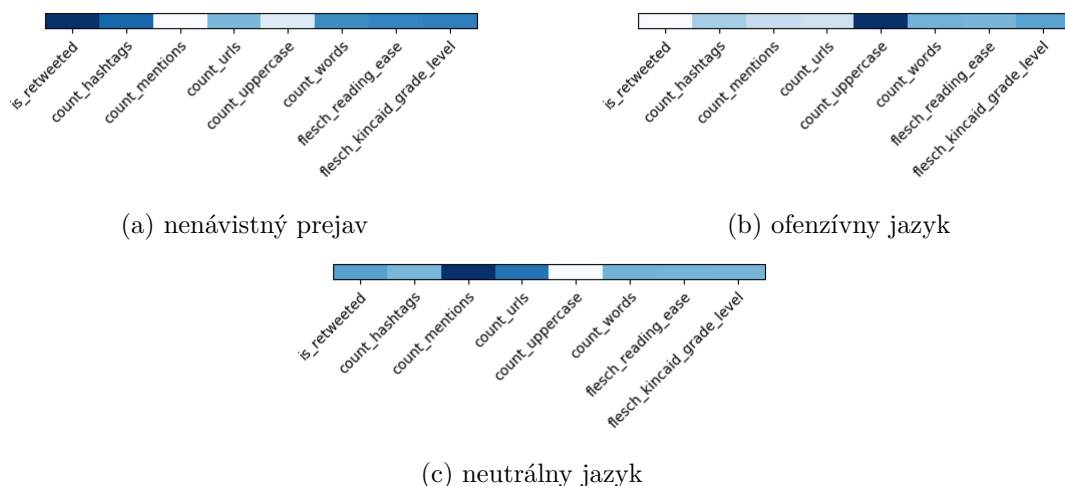 is_retweeted
count_hashtags
count_mentions
count_urls
count_uppercase
count_words
flesch_reading_ease
flesch_kincaid_grade_level
(a) nenávistný prejav
is_retweeted
count_hashtags
count_mentions
count_urls
count_uppercase
count_words
flesch_reading_ease
flesch_kincaid_grade_level
(b) ofenzívny jazyk
is_retweeted
count_hashtags
count_mentions
count_urls
count_uppercase
count_words
flesch_reading_ease
flesch_kincaid_grade_level
(c) neutrálny jazyk